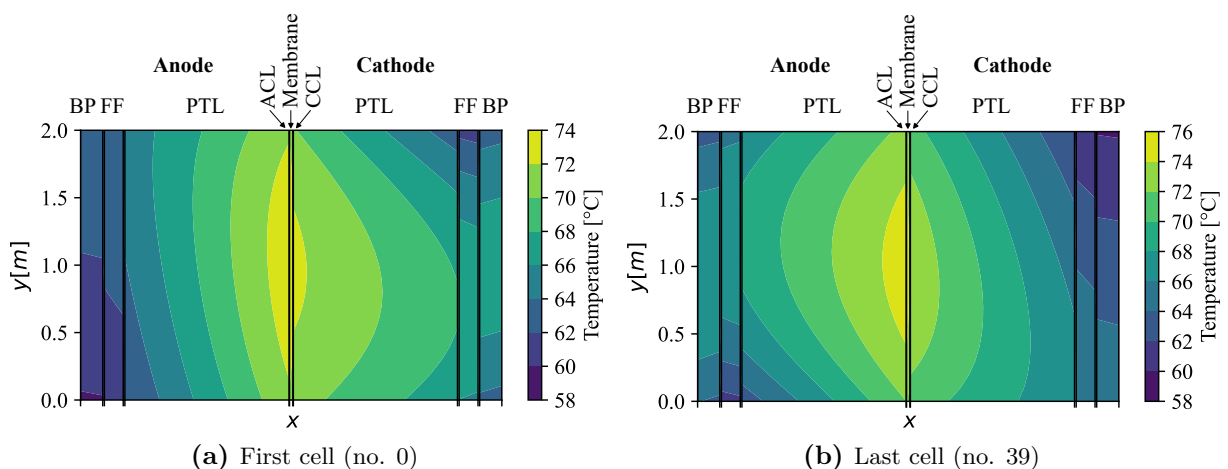 Anode
ACL
Membrane
CCL
Cathode
BP FF
PTL
PTL
FF BP
2.0
1.5
1.0
0.5
0.0
y[m]
x
74
72
70
68
66
64
62
60
58
Temperature [°C]
(a) First cell (no. 0)
Anode
ACL
Membrane
CCL
Cathode
BP FF
PTL
PTL
FF BP
2.0
1.5
1.0
0.5
0.0
y[m]
x
76
74
72
70
68
66
64
62
60
58
Temperature [°C]
(b) Last cell (no. 39)